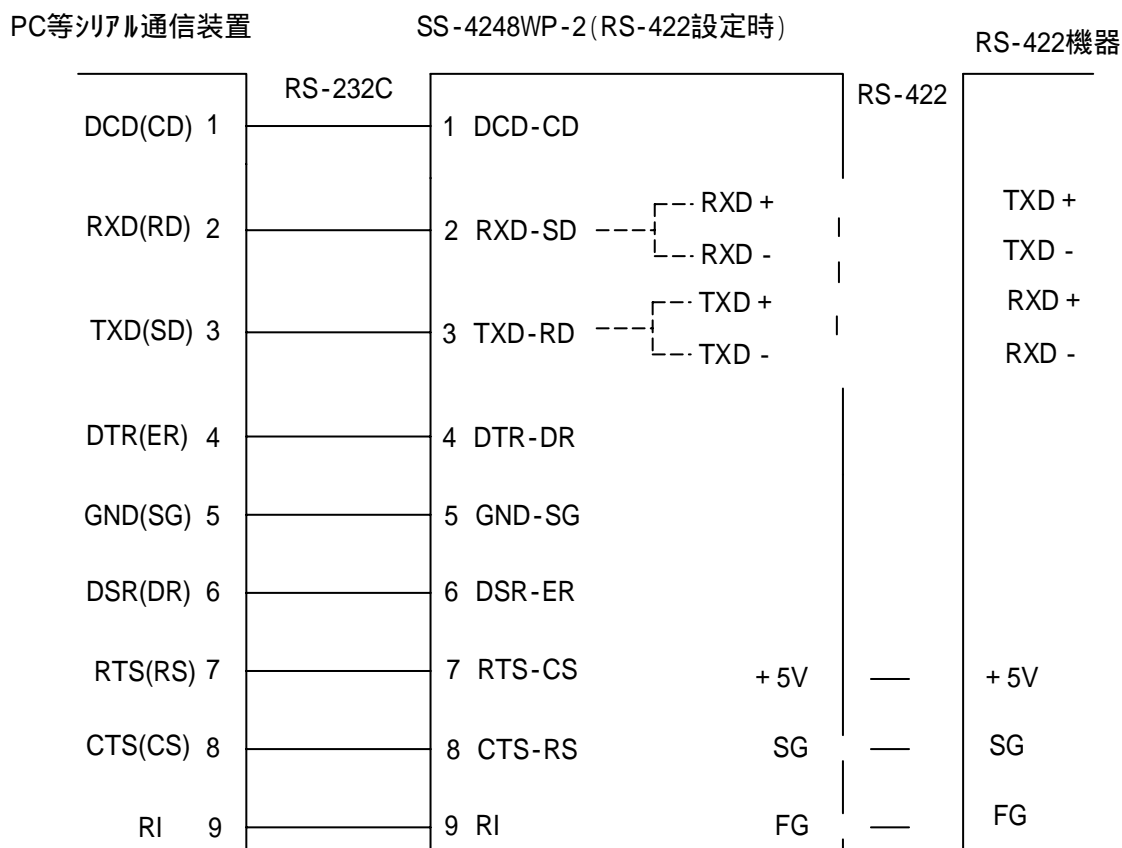 PC等ｼﾘｱﾙ通信装置 SS-4248WP-2(RS-422設定時) RS-422機器
RS-232C RS-422
DCD(CD) 1 1 DCD-CD
RXD + TXD +
RXD(RD) 2 2 RXD-SD
RXD - TXD -
TXD + RXD +
TXD(SD) 3 3 TXD-RD
TXD - RXD -
DTR(ER) 4 4 DTR-DR
GND(SG) 5 5 GND-SG
DSR(DR) 6 6 DSR-ER
RTS(RS) 7 7 RTS-CS +5V +5V
CTS(CS) 8 8 CTS-RS SG SG
RI 9 9 RI FG FG